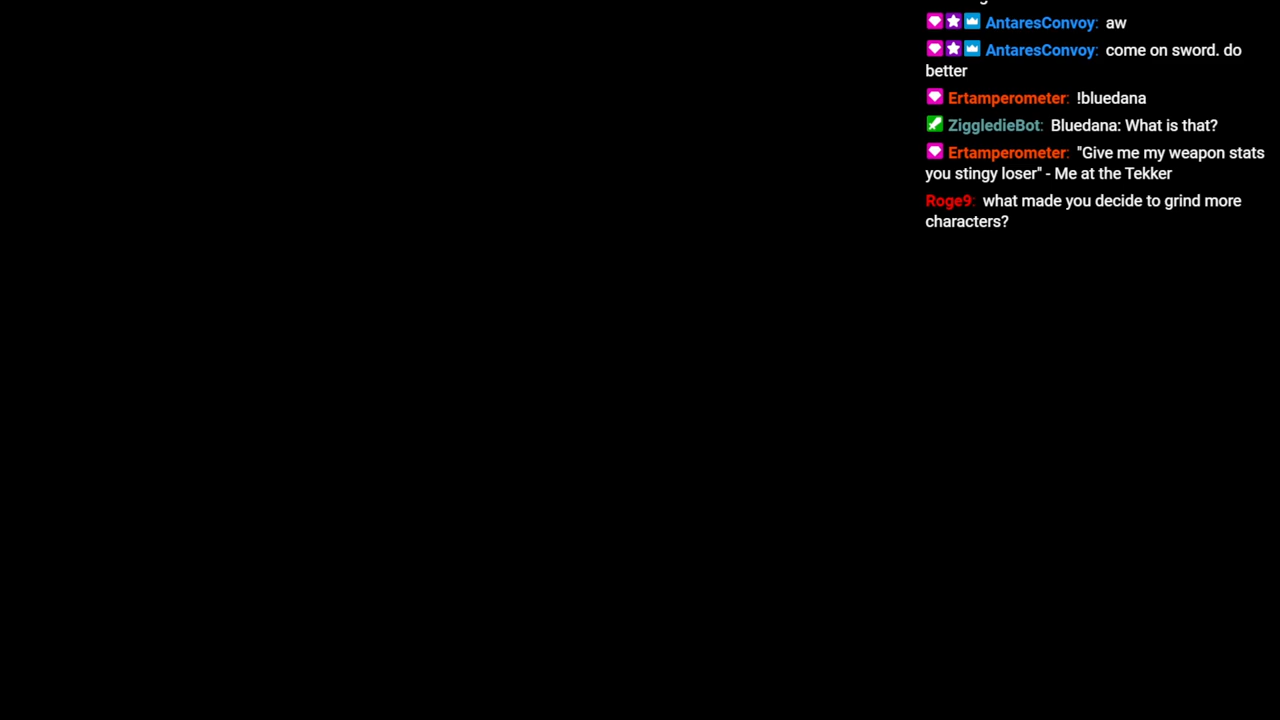 AntaresConvoy: aw
AntaresConvoy: come on sword. do
better
Ertamperometer: !bluedana
ZiggledieBot: Bluedana: What is that?
Ertamperometer: "Give me my weapon stats
you stingy loser" - Me at the Tekker
Roge9: what made you decide to grind more
characters?